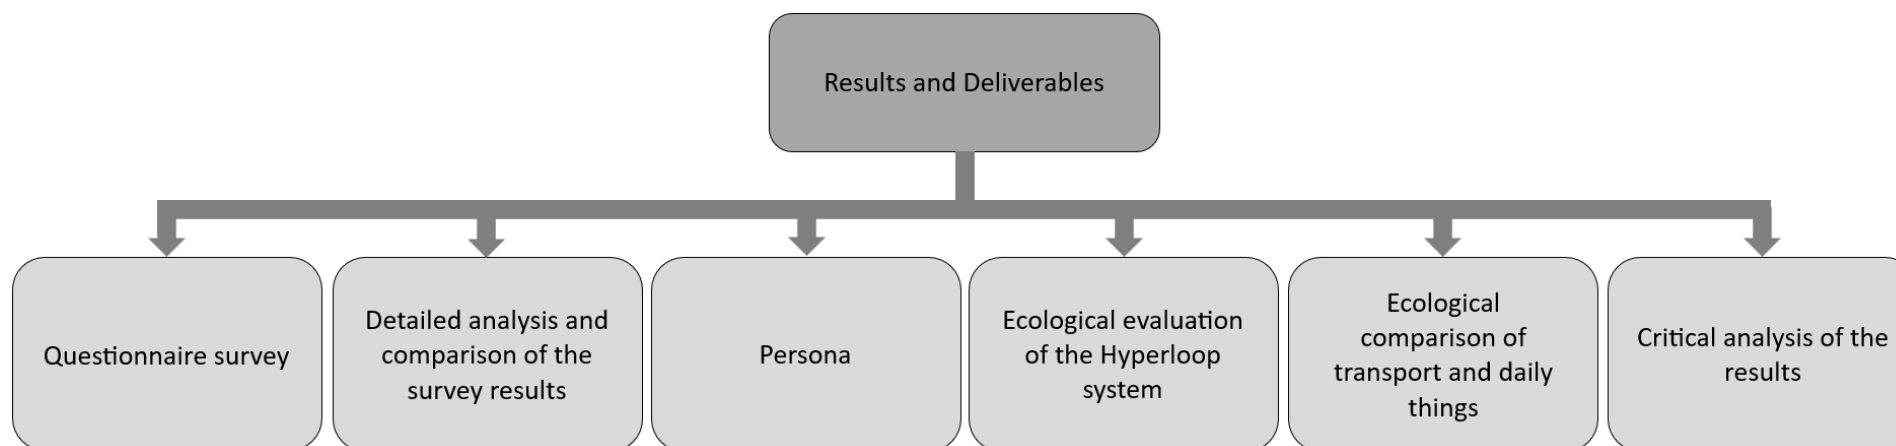 Results and Deliverables
Questionnaire survey
Detailed analysis and
comparison of the
survey results
Persona
Ecological evaluation
of the Hyperloop
system
Ecological
comparison of
transport and daily
things
Critical analysis of the
results